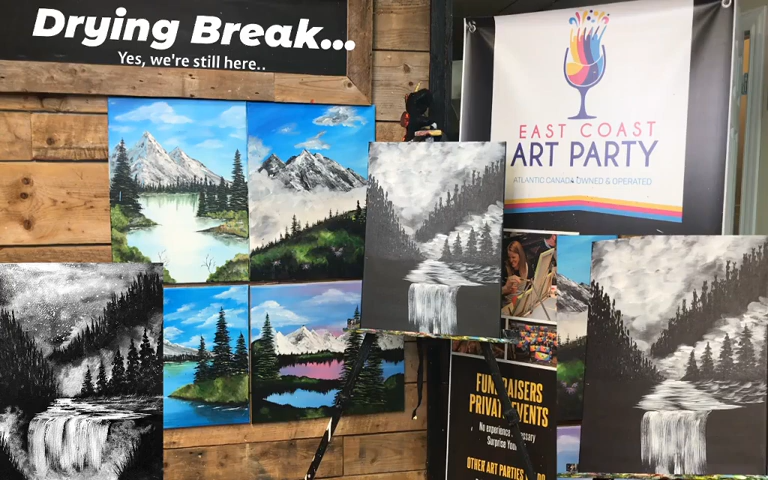 Drying Break...
Yes, we're still here..
EAST COAST
ART PARTY
ATLANTIC CANADA OWNED & OPERATED
FUNDRAISERS
PRIVATE EVENTS
No experience
Surprise
OTHER ART PARTIES